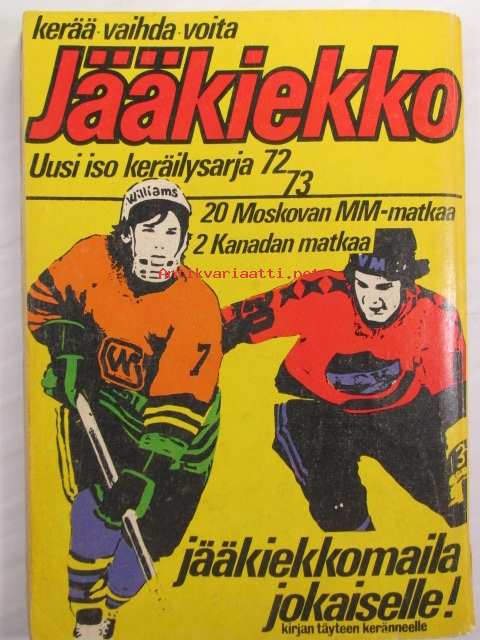 kerää · vaihda · voita
Jääkiekko
Uusi iso keräilysarja 72
73
20 Moskovan MM-matkaa
2 Kanadan matkaa
Williams
VM
Antikvariaatti.net
7
13
jääkiekkomaila
jokaiselle!
kirjan täyteen keränneelle